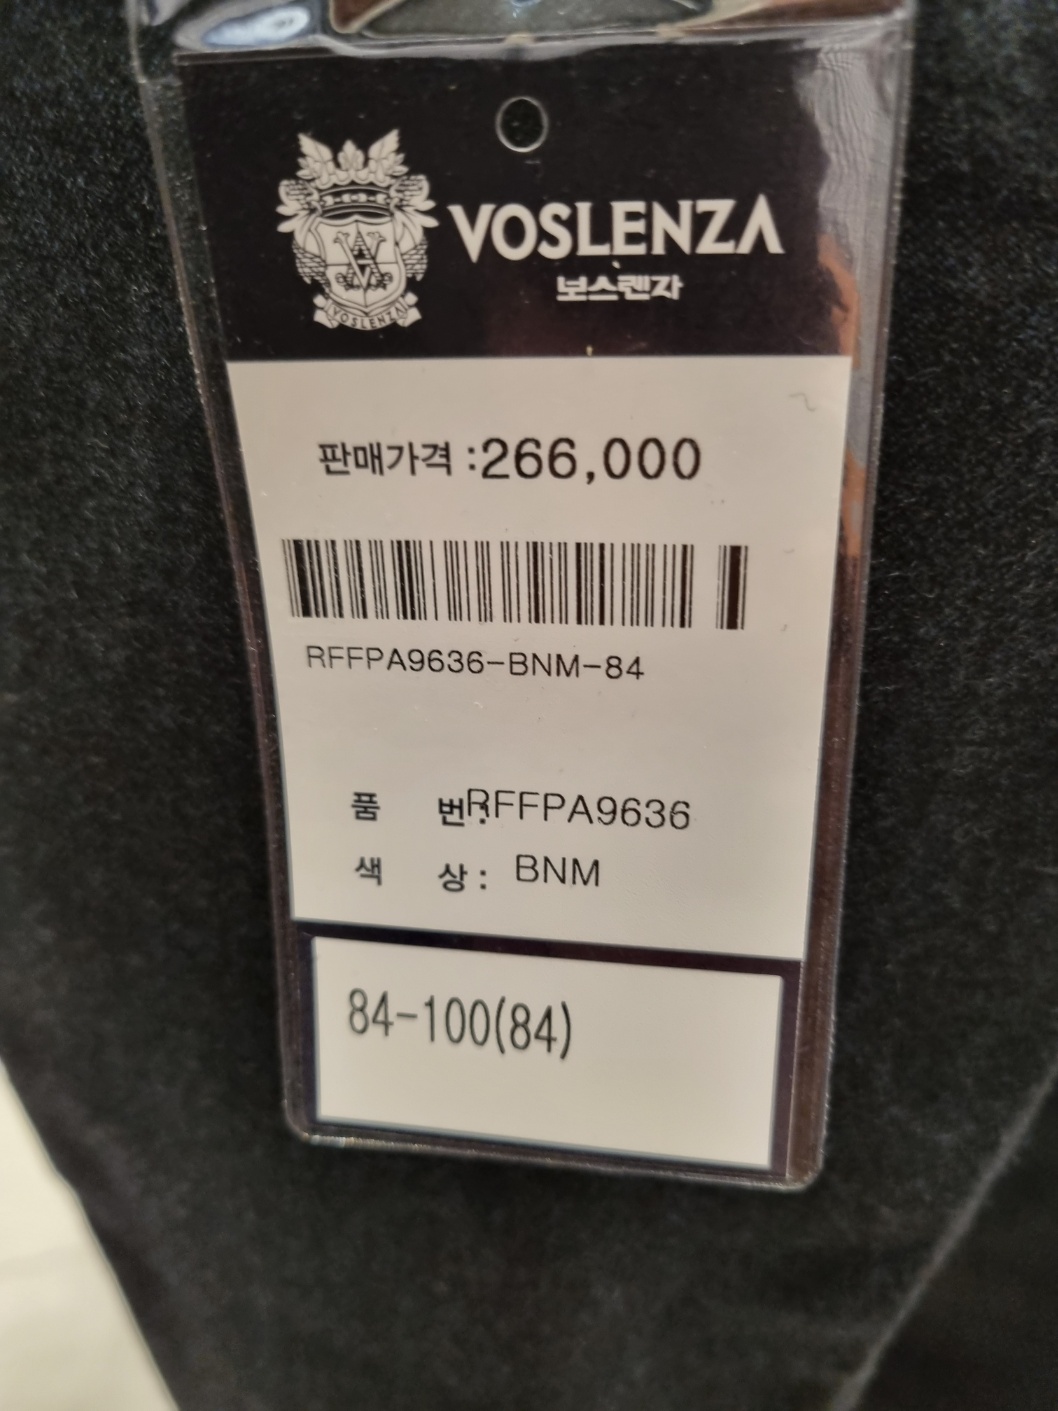 VOSLENZA
보스렌자
VOSLENZA
판매가격 :266,000
RFFPA9636-BNM-84
품 번: RFFPA9636
색 상: BNM
84-100(84)